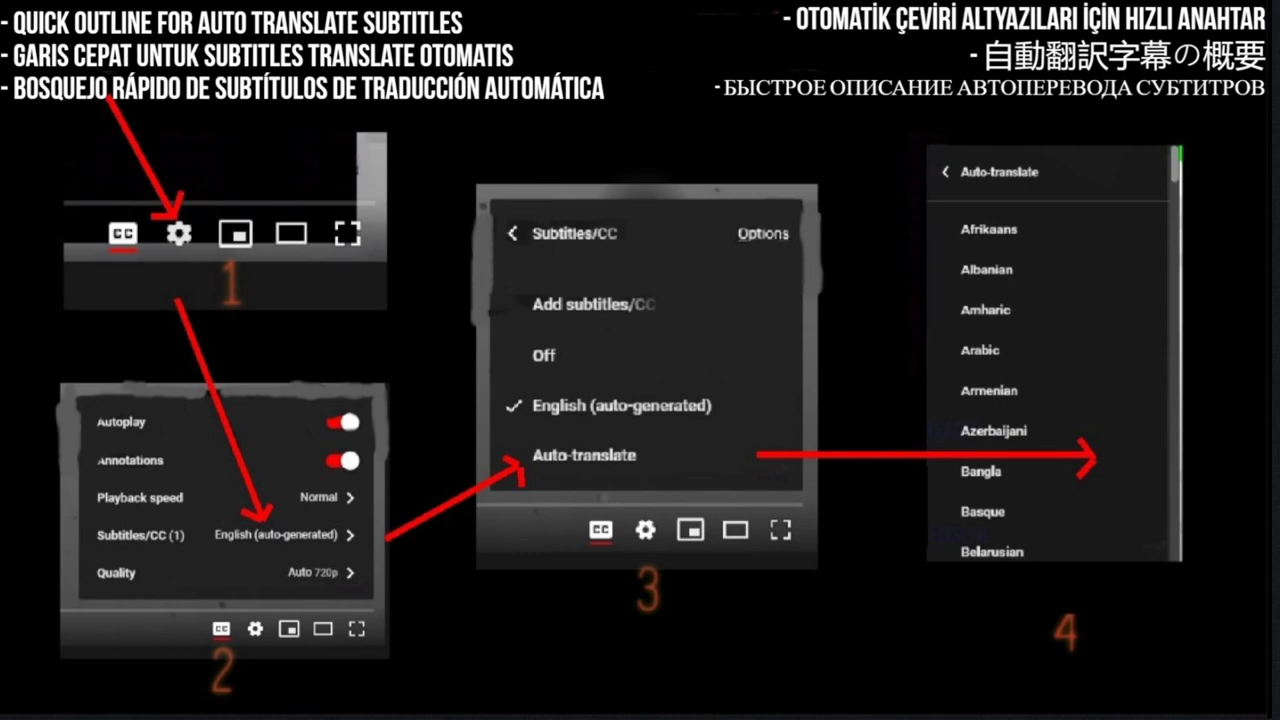 - QUICK OUTLINE FOR AUTO TRANSLATE SUBTITLES
- GARIS CEPAT UNTUK SUBTITLES TRANSLATE OTOMATIS
- BOSQUEJO RÁPIDO DE SUBTÍTULOS DE TRADUCCIÓN AUTOMÁTICA
- OTOMATİK ÇEVİRİ ALTYAZILARI İÇİN HIZLI ANAHTAR
- 自動翻訳字幕の概要
- БЫСТРОЕ ОПИСАНИЕ АВТОПЕРЕВОДА СУБТИТРОВ
CC
1
Autoplay
Annotations
Playback speed Normal
Subtitles/CC (1) English (auto-generated)
Quality Auto 720p
CC
2
Subtitles/CC Options
Add subtitles/CC
Off
English (auto-generated)
Auto-translate
CC
3
Auto-translate
Afrikaans
Albanian
Amharic
Arabic
Armenian
Azerbaijani
Bangla
Basque
Belarusian
4